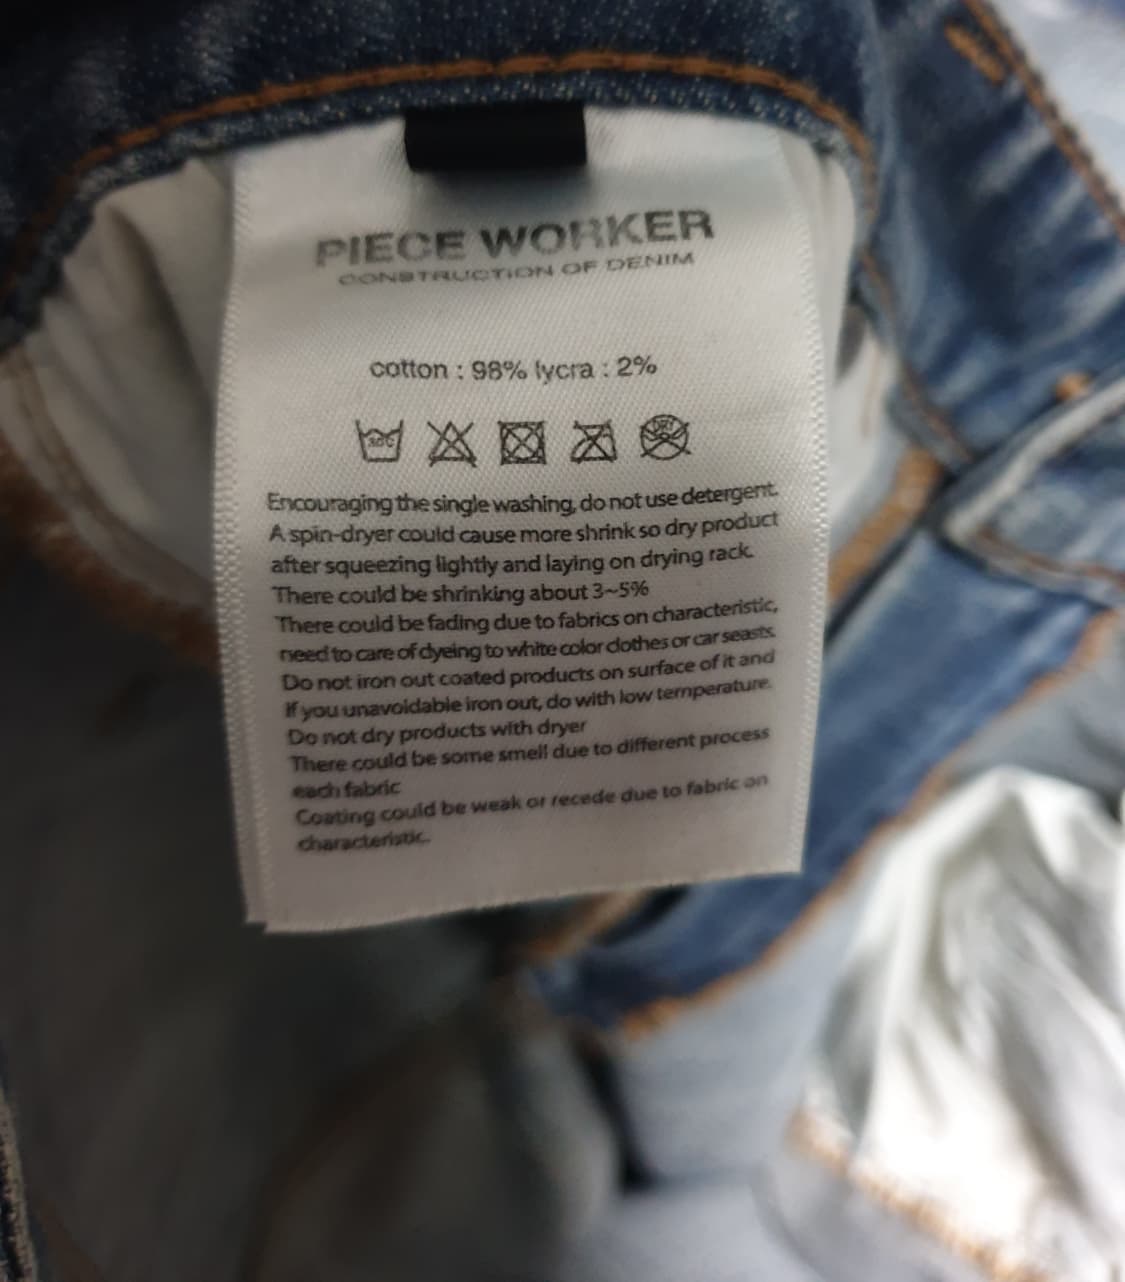 PIECE WORKER
CONSTRUCTION OF DENIM
cotton : 98% lycra : 2%
30C DRY
Encouraging the single washing, do not use detergent.
A spin-dryer could cause more shrink so dry product
after squeezing lightly and laying on drying rack.
There could be shrinking about 3~5%
There could be fading due to fabrics on characteristic,
need to care of dyeing to white color clothes or car seasts.
Do not iron out coated products on surface of it and
If you unavoidable iron out, do with low temperature.
Do not dry products with dryer
There could be some smell due to different process
each fabric
Coating could be weak or recede due to fabric on
characteristic.